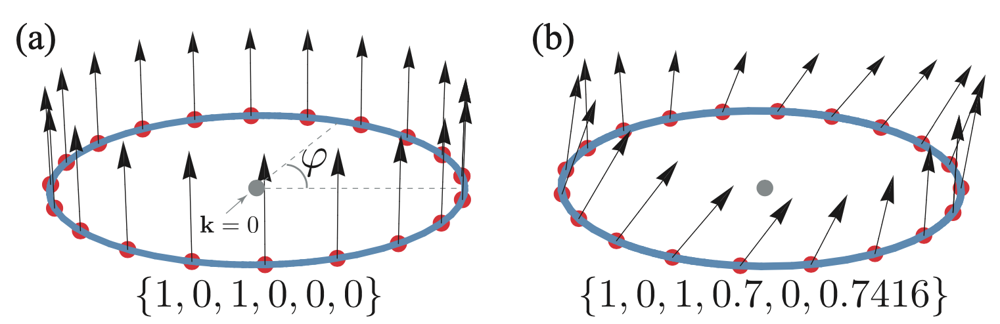 (a)
(b)
φ
k = 0
{1, 0, 1, 0, 0, 0}
{1, 0, 1, 0.7, 0, 0.7416}